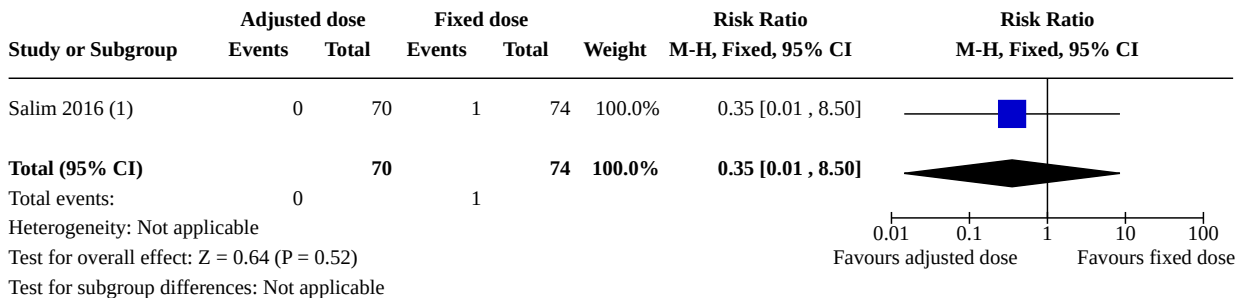 Adjusted dose Fixed dose Risk Ratio Risk Ratio
Study or Subgroup Events Total Events Total Weight M-H, Fixed, 95% CI M-H, Fixed, 95% CI
Salim 2016 (1) 0 70 1 74 100.0% 0.35 [0.01 , 8.50]
Total (95% CI) 70 74 100.0% 0.35 [0.01 , 8.50]
Total events: 0 1
Heterogeneity: Not applicable
0.01 0.1 1 10 100
Test for overall effect: Z = 0.64 (P = 0.52) Favours adjusted dose Favours fixed dose
Test for subgroup differences: Not applicable